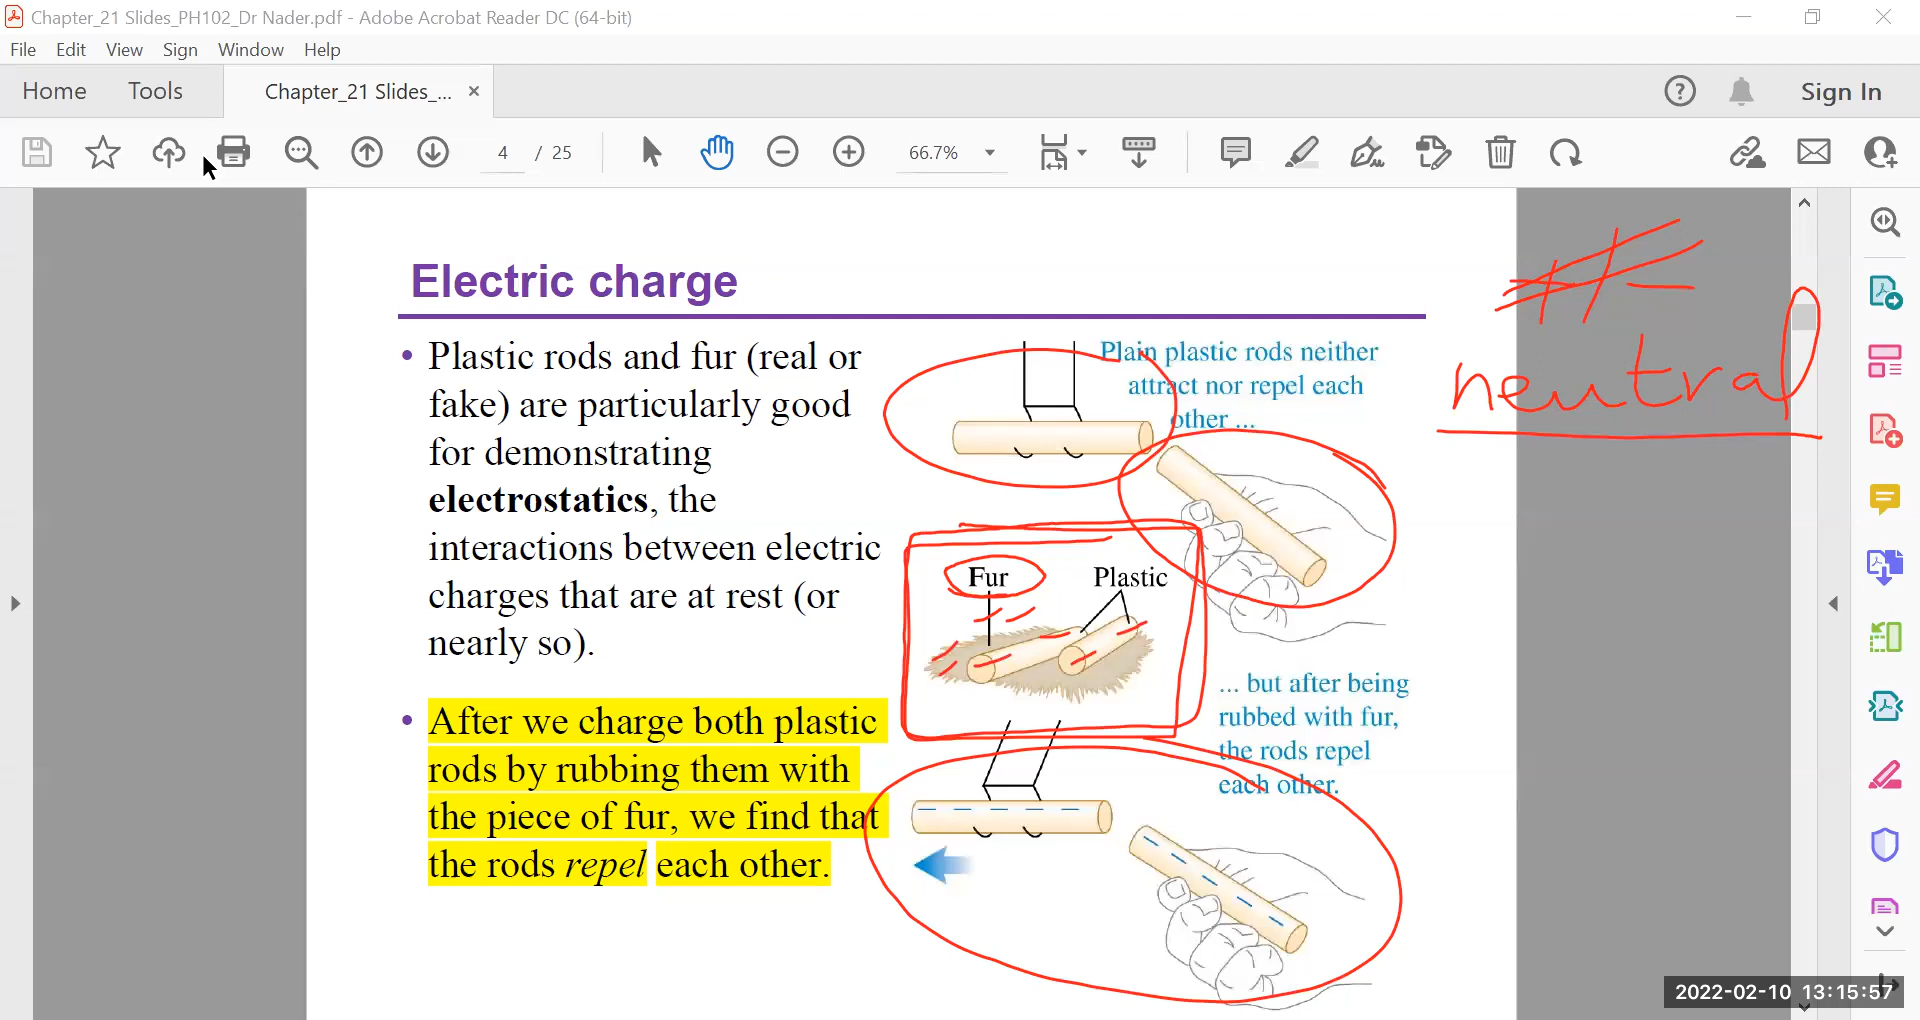 Chapter_21 Slides_PH102_Dr Nader.pdf - Adobe Acrobat Reader DC (64-bit)
File Edit View Sign Window Help
Home Tools Chapter_21 Slides_... × Sign In
4 / 25 66.7%
Electric charge
• Plastic rods and fur (real or
fake) are particularly good
for demonstrating
electrostatics, the
interactions between electric
charges that are at rest (or
nearly so).
• After we charge both plastic
rods by rubbing them with
the piece of fur, we find that
the rods repel each other.
Plain plastic rods neither
attract nor repel each
other ...
Fur Plastic
... but after being
rubbed with fur,
the rods repel
each other.
neutral
2022-02-10 13:15:57